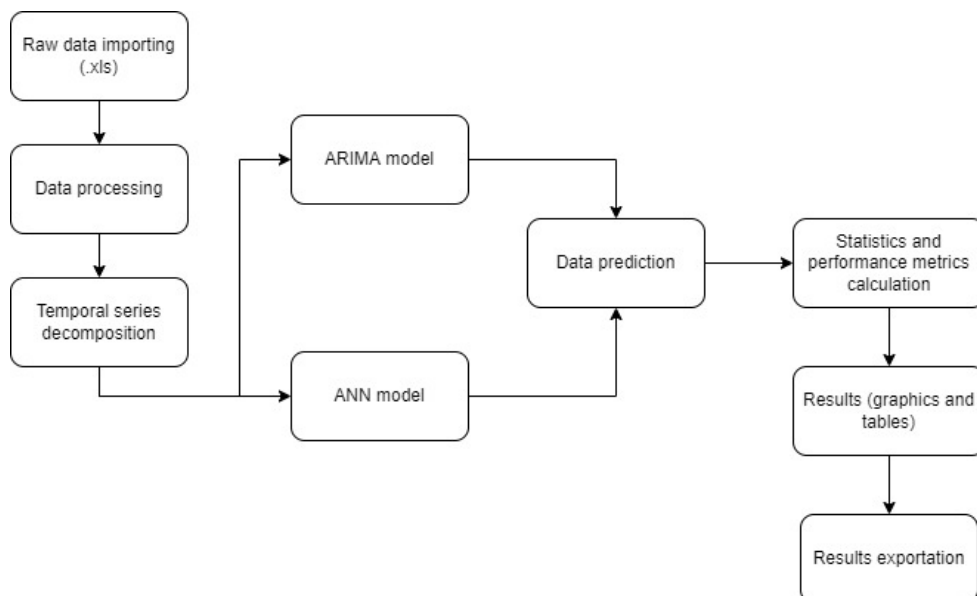 Raw data importing
(.xls)
Data processing
Temporal series
decomposition
ARIMA model
ANN model
Data prediction
Statistics and
performance metrics
calculation
Results (graphics and
tables)
Results exportation